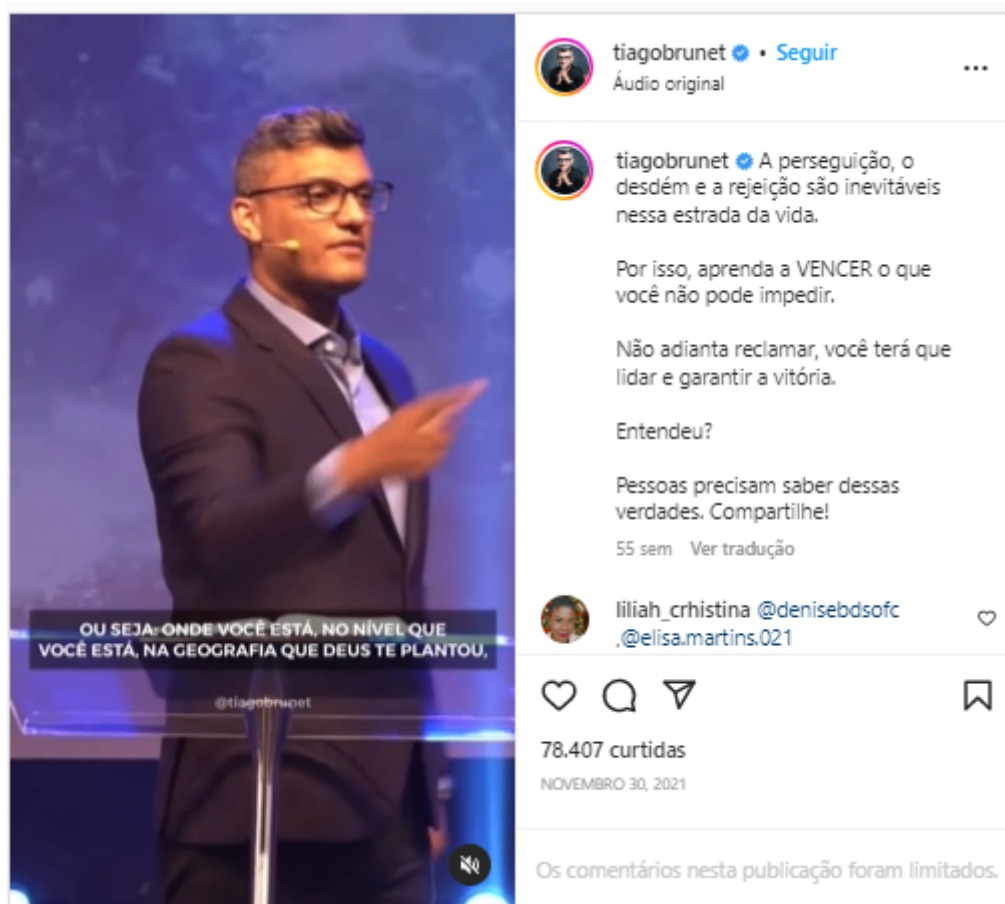 tiagobrunet • Seguir
Áudio original
tiagobrunet A perseguição, o
desdém e a rejeição são inevitáveis
nessa estrada da vida.
Por isso, aprenda a VENCER o que
você não pode impedir.
Não adianta reclamar, você terá que
lidar e garantir a vitória.
Entendeu?
Pessoas precisam saber dessas
verdades. Compartilhe!
55 sem Ver tradução
liliah_crhistina @denisebdsofc
,@elisa.martins.021
OU SEJA: ONDE VOCÊ ESTÁ, NO NÍVEL QUE
VOCÊ ESTÁ, NA GEOGRAFIA QUE DEUS TE PLANTOU,
@tiagobrunet
78.407 curtidas
NOVEMBRO 30, 2021
Os comentários nesta publicação foram limitados.